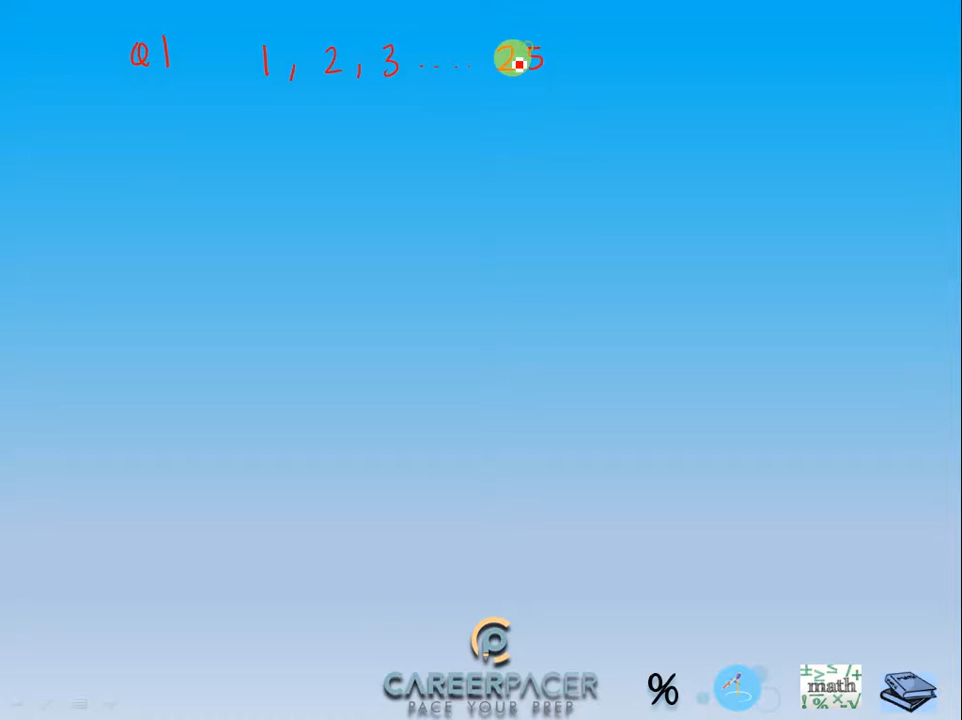 Q1 1, 2, 3 .... 25
CAREERPACER
PACE YOUR PREP
%
math